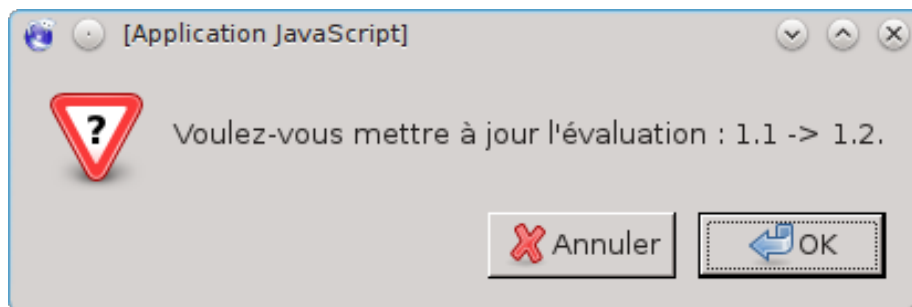 [Application JavaScript]
?
Voulez-vous mettre à jour l'évaluation : 1.1 -> 1.2.
Annuler OK